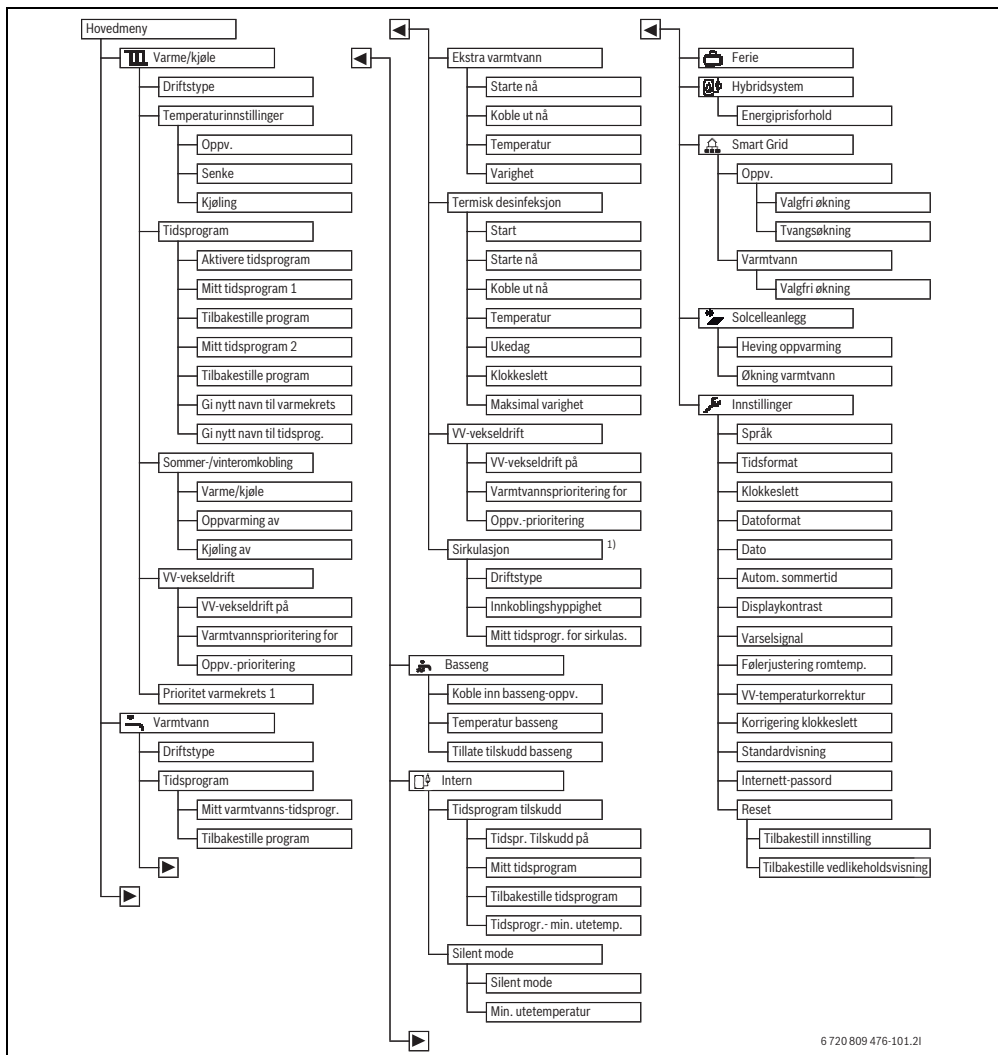 Hovedmeny
Varme/kjøle
Driftstype
Temperaturinnstillinger
Oppv.
Senke
Kjøling
Tidsprogram
Aktivere tidsprogram
Mitt tidsprogram 1
Tilbakestille program
Mitt tidsprogram 2
Tilbakestille program
Gi nytt navn til varmekrets
Gi nytt navn til tidsprog.
Sommer-/vinteromkobling
Varme/kjøle
Oppvarming av
Kjøling av
VV-vekseldrift
VV-vekseldrift på
Varmtvannsprioritering for
Oppv.-prioritering
Prioritet varmekrets 1
Varmtvann
Driftstype
Tidsprogram
Mitt varmtvanns-tidsprogr.
Tilbakestille program
Ekstra varmtvann
Starte nå
Koble ut nå
Temperatur
Varighet
Termisk desinfeksjon
Start
Starte nå
Koble ut nå
Temperatur
Ukedag
Klokkeslett
Maksimal varighet
VV-vekseldrift
VV-vekseldrift på
Varmtvannsprioritering for
Oppv.-prioritering
Sirkulasjon 1)
Driftstype
Innkoblingshyppighet
Mitt tidsprogr. for sirkulas.
Basseng
Koble inn basseng-oppv.
Temperatur basseng
Tillate tilskudd basseng
Intern
Tidsprogram tilskudd
Tidspr. Tilskudd på
Mitt tidsprogram
Tilbakestille tidsprogram
Tidsprogr.- min. utetemp.
Silent mode
Silent mode
Min. utetemperatur
Ferie
Hybridsystem
Energiprisforhold
Smart Grid
Oppv.
Valgfri økning
Tvangsøkning
Varmtvann
Valgfri økning
Solcelleanlegg
Heving oppvarming
Økning varmtvann
Innstillinger
Språk
Tidsformat
Klokkeslett
Datoformat
Dato
Autom. sommertid
Displaykontrast
Varselsignal
Følerjustering romtemp.
VV-temperaturkorrektur
Korrigering klokkeslett
Standardvisning
Internett-passord
Reset
Tilbakestill innstilling
Tilbakestille vedlikeholdsvisning
6 720 809 476-101.2I